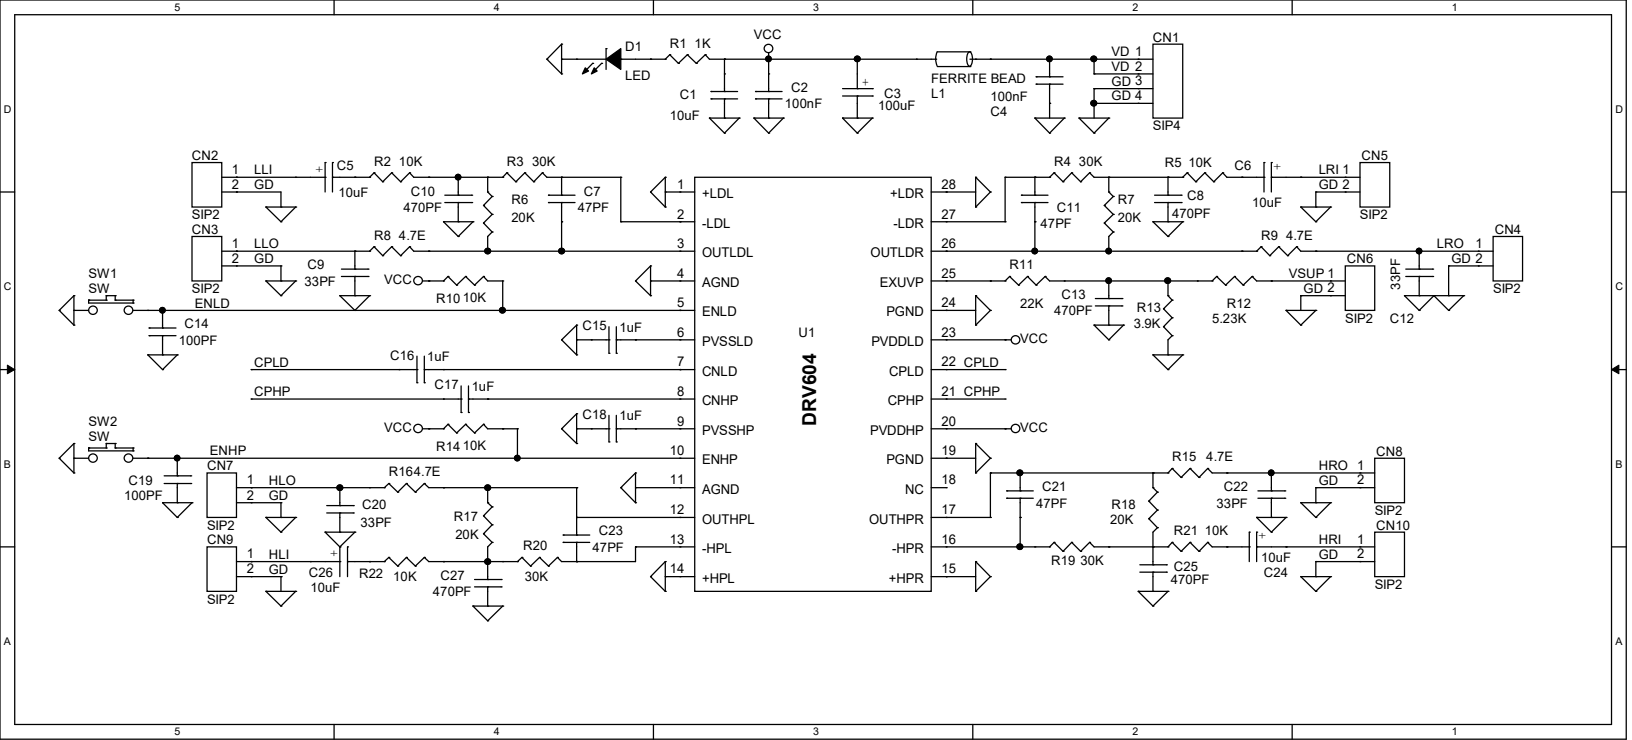 5 4 3 2 1
VCC
D1
LED
R1 1K
C1
10uF
C2
100nF
+
C3
100uF
FERRITE BEAD
L1
100nF
C4
CN1
VD 1
VD 2
GD 3
GD 4
SIP4
D
D
CN2
1 LLI
2 GD
SIP2
+
C5
10uF
R2 10K
C10
470PF
R6
20K
R3 30K
C7
47PF
CN3
1 LLO
2 GD
SIP2
C9
33PF
R8 4.7E
VCC
R10 10K
SW1
SW
ENLD
C14
100PF
C15 1uF
CPLD
C16 1uF
CPHP
C17 1uF
C18 1uF
VCC
R14 10K
SW2
SW
ENHP
C19
100PF
CN7
1 HLO
2 GD
SIP2
C20
33PF
R16 4.7E
R17
20K
C23
47PF
CN9
1 HLI
2 GD
SIP2
+
C26
10uF
R22 10K
C27
470PF
R20
30K
C
B
A
U1
DRV604
1 +LDL
2 -LDL
3 OUTLDL
4 AGND
5 ENLD
6 PVSSLD
7 CNLD
8 CNHP
9 PVSSHP
10 ENHP
11 AGND
12 OUTHPL
13 -HPL
14 +HPL
+LDR 28
-LDR 27
OUTLDR 26
EXUVP 25
PGND 24
PVDDLD 23 VCC
CPLD 22 CPLD
CPHP 21 CPHP
PVDDHP 20 VCC
PGND 19
NC 18
OUTHPR 17
-HPR 16
+HPR 15
R4 30K
C11
47PF
R7
20K
R5 10K
C8
470PF
C6
+
10uF
CN5
LRI 1
GD 2
SIP2
R9 4.7E
CN4
LRO 1
GD 2
SIP2
33PF
C12
R11
22K
C13
470PF
R13
3.9K
R12
5.23K
CN6
VSUP 1
GD 2
SIP2
R15 4.7E
C21
47PF
R18
20K
C22
33PF
CN8
HRO 1
GD 2
SIP2
R19 30K
R21 10K
C25
470PF
+
10uF
C24
CN10
HRI 1
GD 2
SIP2
C
B
A
5 4 3 2 1